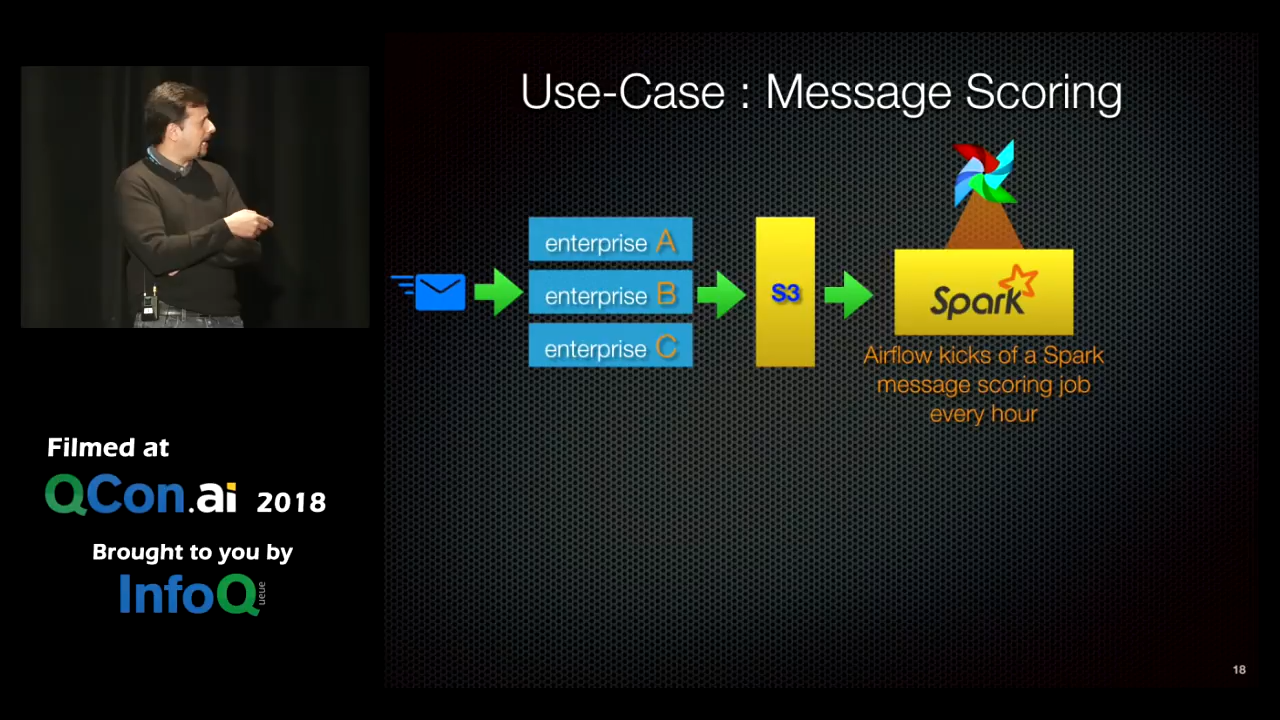 Use-Case : Message Scoring
enterprise A
enterprise B
enterprise C
S3
Spark
Airflow kicks of a Spark
message scoring job
every hour
Filmed at
QCon.ai 2018
Brought to you by
InfoQueue
18